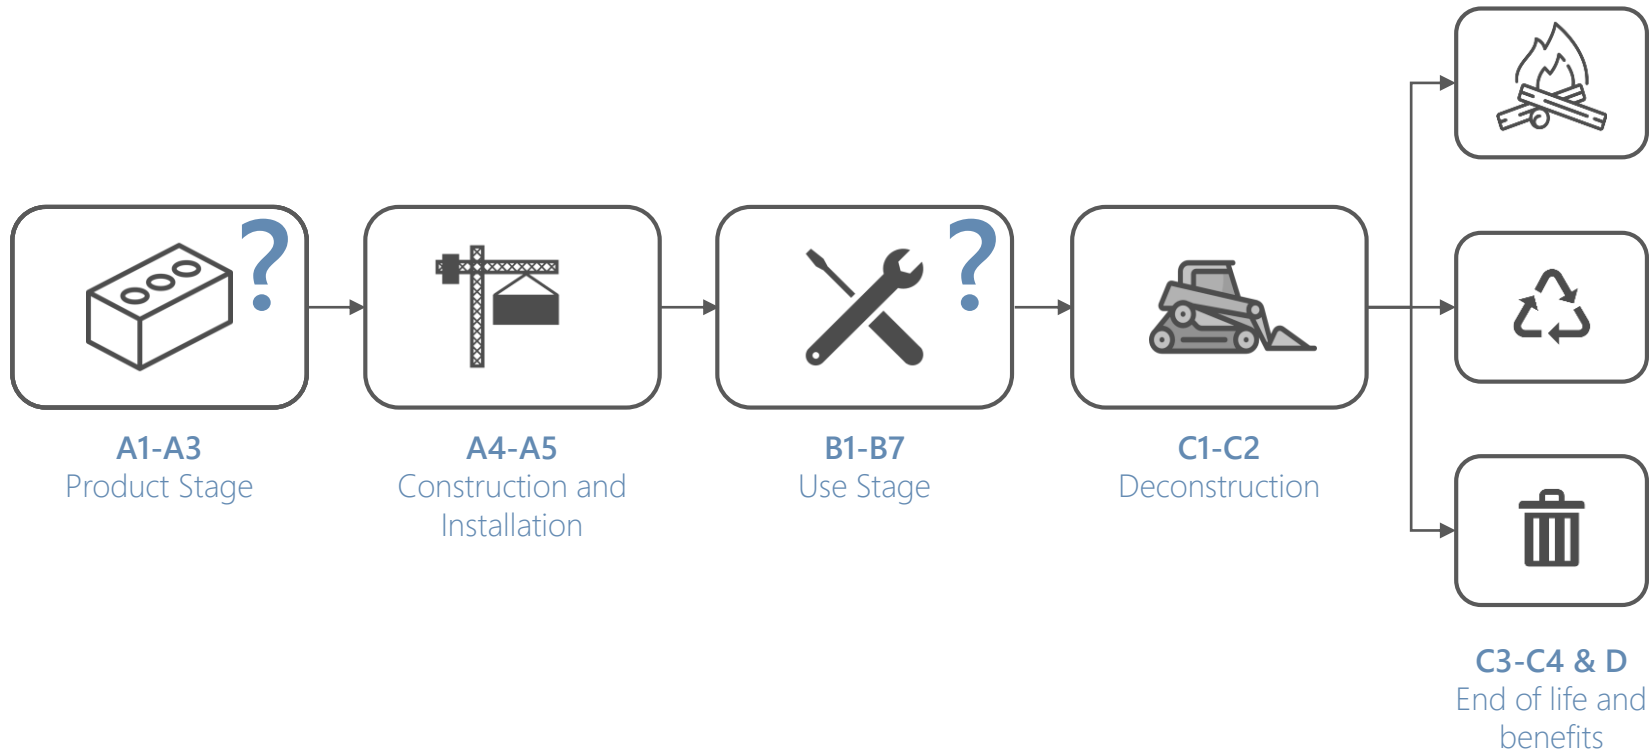 ?
?
A1-A3
Product Stage
A4-A5
Construction and
Installation
B1-B7
Use Stage
C1-C2
Deconstruction
C3-C4 & D
End of life and
benefits